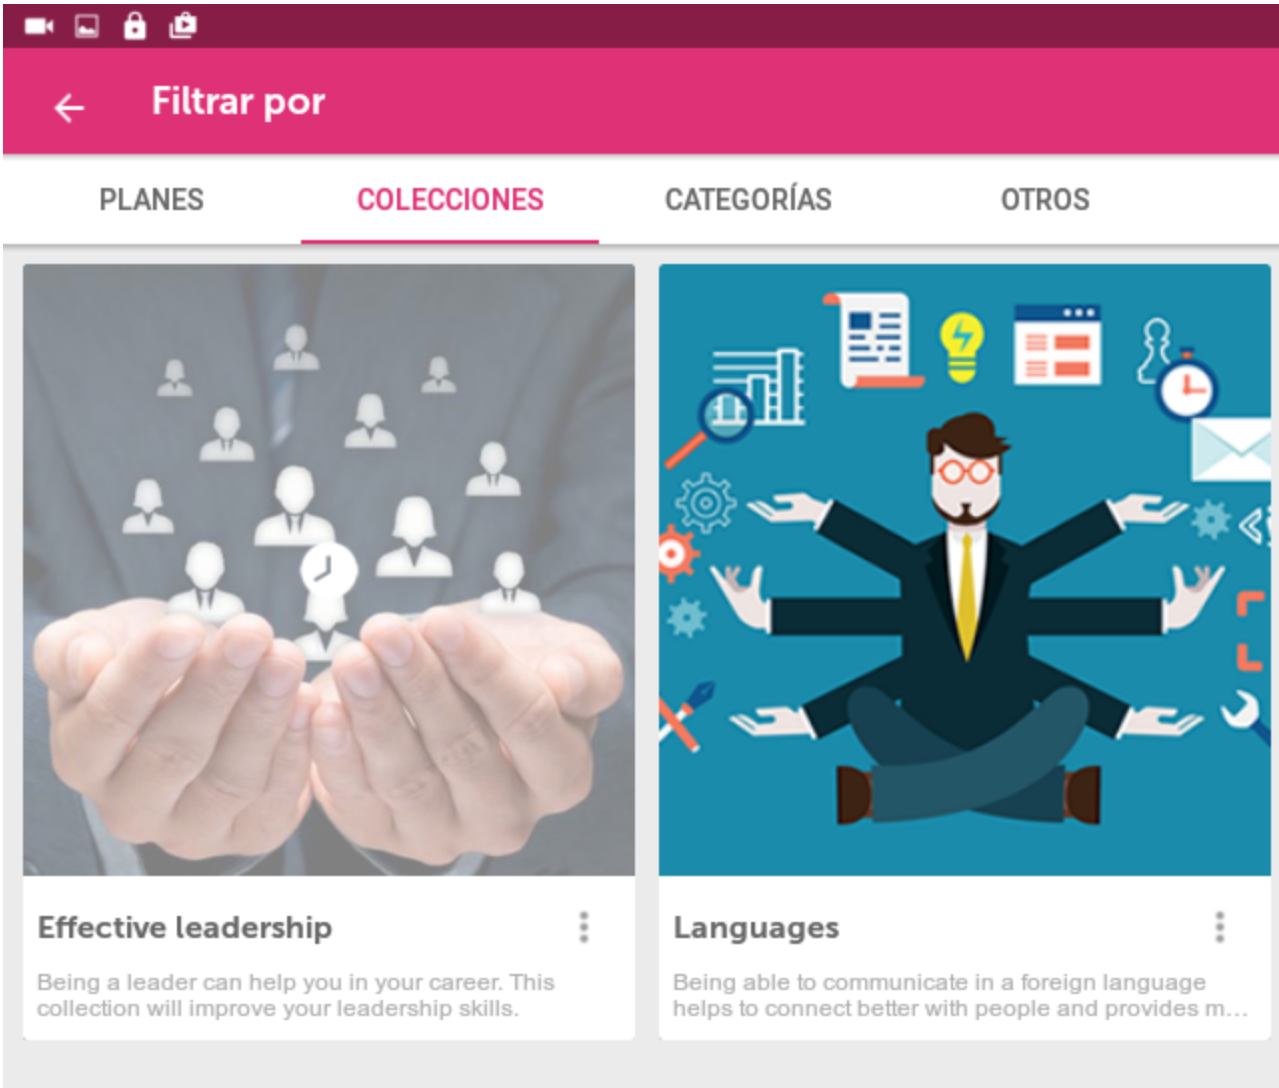 Filtrar por
PLANES
COLECCIONES
CATEGORÍAS
OTROS
Effective leadership
Being a leader can help you in your career. This
collection will improve your leadership skills.
Languages
Being able to communicate in a foreign language
helps to connect better with people and provides m...